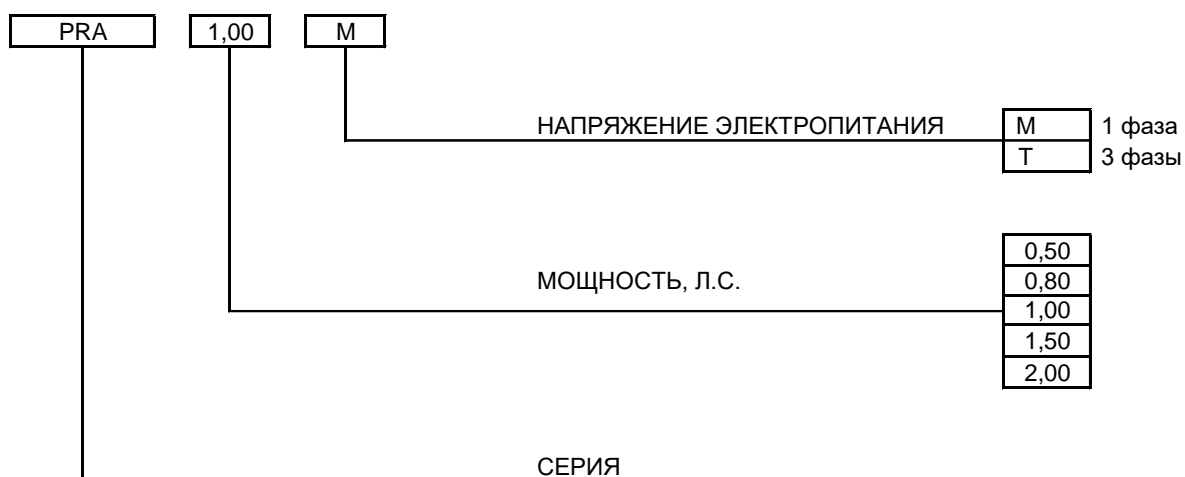 PRA 1,00 M
НАПРЯЖЕНИЕ ЭЛЕКТРОПИТАНИЯ M 1 фаза
T 3 фазы
0,50
МОЩНОСТЬ, Л.С. 0,80
1,00
1,50
2,00
СЕРИЯ